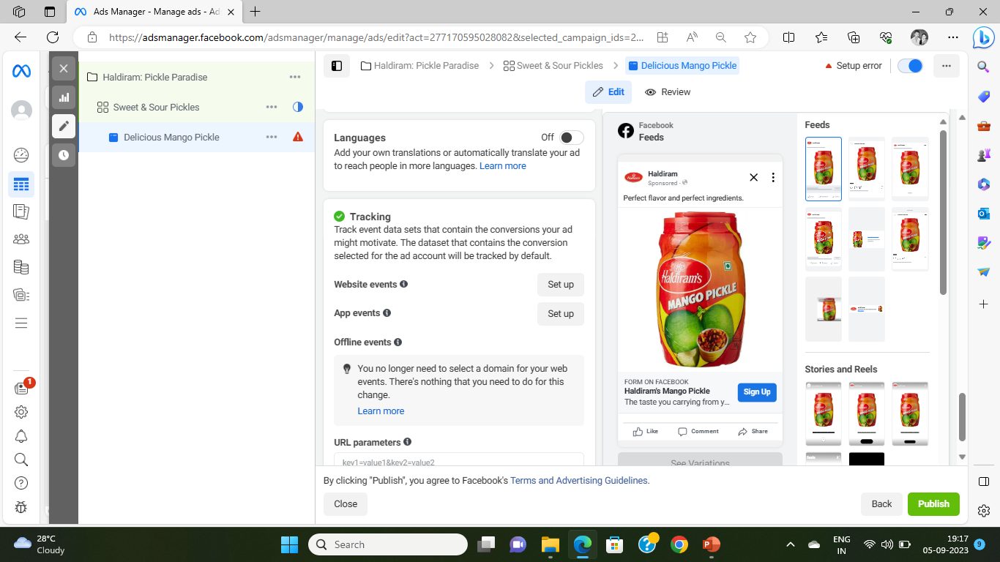 Ads Manager - Manage ads - Ad
https://adsmanager.facebook.com/adsmanager/manage/ads/edit?act=277170595028082&selected_campaign_ids=2...
Haldiram: Pickle Paradise
Sweet & Sour Pickles
Delicious Mango Pickle
Haldiram: Pickle Paradise
Sweet & Sour Pickles
Delicious Mango Pickle
Setup error
Edit
Review
Languages
Off
Add your own translations or automatically translate your ad
to reach people in more languages. Learn more
Tracking
Track event data sets that contain the conversions your ad
might motivate. The dataset that contains the conversion
selected for the ad account will be tracked by default.
Website events
Set up
App events
Set up
Offline events
You no longer need to select a domain for your web
events. There's nothing that you need to do for this
change.
Learn more
URL parameters
key1=value1&key2=value2
Facebook
Feeds
Haldiram
Sponsored ·
Perfect flavor and perfect ingredients.
Haldiram's
MANGO PICKLE
FORM ON FACEBOOK
Haldiram's Mango Pickle
The taste you carrying from y...
Sign Up
Like
Comment
Share
See Variations
Feeds
Stories and Reels
By clicking "Publish", you agree to Facebook's Terms and Advertising Guidelines.
Close
Back
Publish
1
28°C
Cloudy
Search
ENG
IN
19:17
05-09-2023
9